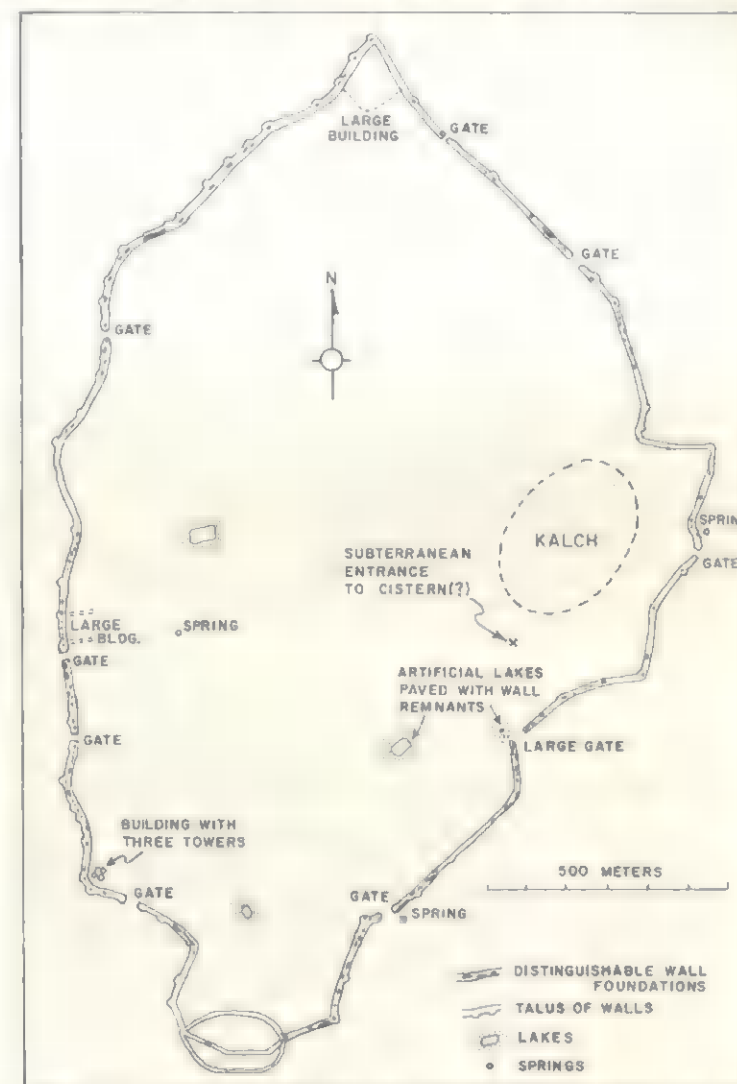 LARGE
BUILDING
GATE
GATE
N
GATE
KALCH
SPRING
GATE
SUBTERRANEAN
ENTRANCE
TO CISTERN(?)
LARGE
BLDG.
SPRING
GATE
ARTIFICIAL LAKES
PAVED WITH WALL
REMNANTS
GATE
LARGE GATE
BUILDING WITH
THREE TOWERS
500 METERS
GATE
GATE
SPRING
DISTINGUISHABLE WALL
FOUNDATIONS
TALUS OF WALLS
LAKES
SPRINGS